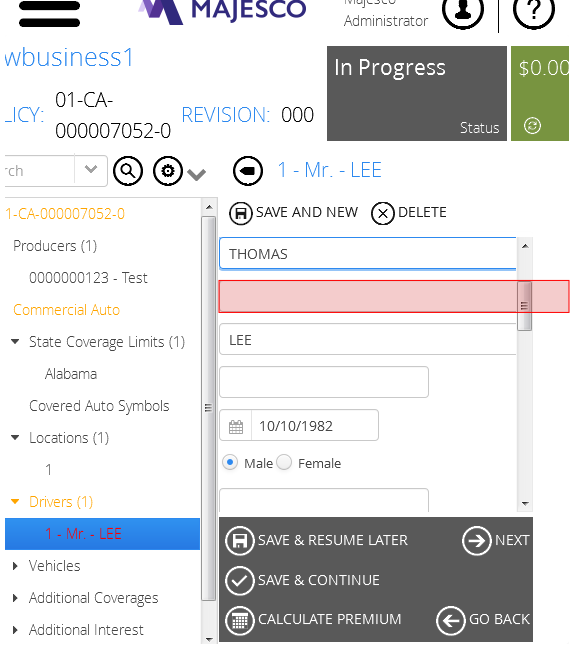 MAJESCO
Majesco
Administrator
wbusiness1
LICY: 01-CA-000007052-0 REVISION: 000
In Progress
Status
$0.00
rch
1 - Mr. - LEE
1-CA-000007052-0
Producers (1)
0000000123 - Test
Commercial Auto
State Coverage Limits (1)
Alabama
Covered Auto Symbols
Locations (1)
1
Drivers (1)
1 - Mr. - LEE
Vehicles
Additional Coverages
Additional Interest
SAVE AND NEW DELETE
THOMAS
LEE
10/10/1982
Male Female
SAVE & RESUME LATER NEXT
SAVE & CONTINUE
CALCULATE PREMIUM GO BACK